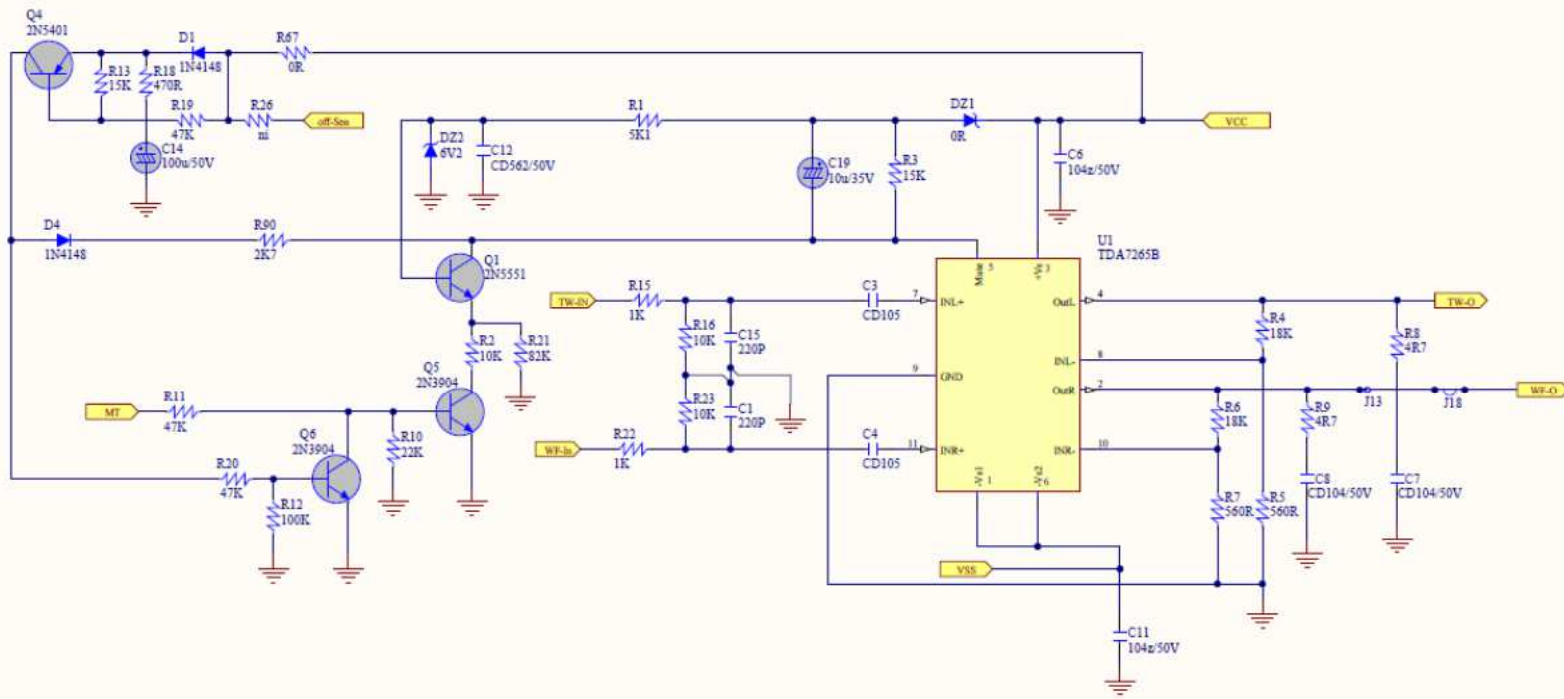 Q4
2N5401
D1
1N4148
R67
0R
R13
15K
R18
470R
R19
47K
R26
ni
off-Sen
C14
100u/50V
R1
5K1
DZ1
0R
VCC
DZ2
6V2
C12
CD562/50V
C19
10u/35V
R3
15K
C6
104z/50V
D4
1N4148
R90
2K7
Q1
2N5551
U1
TDA7265B
Mute
5
+Vs
3
TW-IN
R15
1K
C3
CD105
7
INL+
OutL
4
TW-O
R16
10K
C15
220P
R4
18K
R8
4R7
R2
10K
R21
82K
9
GND
INL-
8
Q5
2N3904
OutR
2
J13
J18
WF-O
MT
R11
47K
R23
10K
C1
220P
R6
18K
R9
4R7
Q6
2N3904
R10
22K
WF-In
R22
1K
C4
CD105
11
INR+
INR-
10
R20
47K
-Vs1
1
-Vs2
6
C8
CD104/50V
C7
CD104/50V
R12
100K
R7
560R
R5
560R
VSS
C11
104z/50V